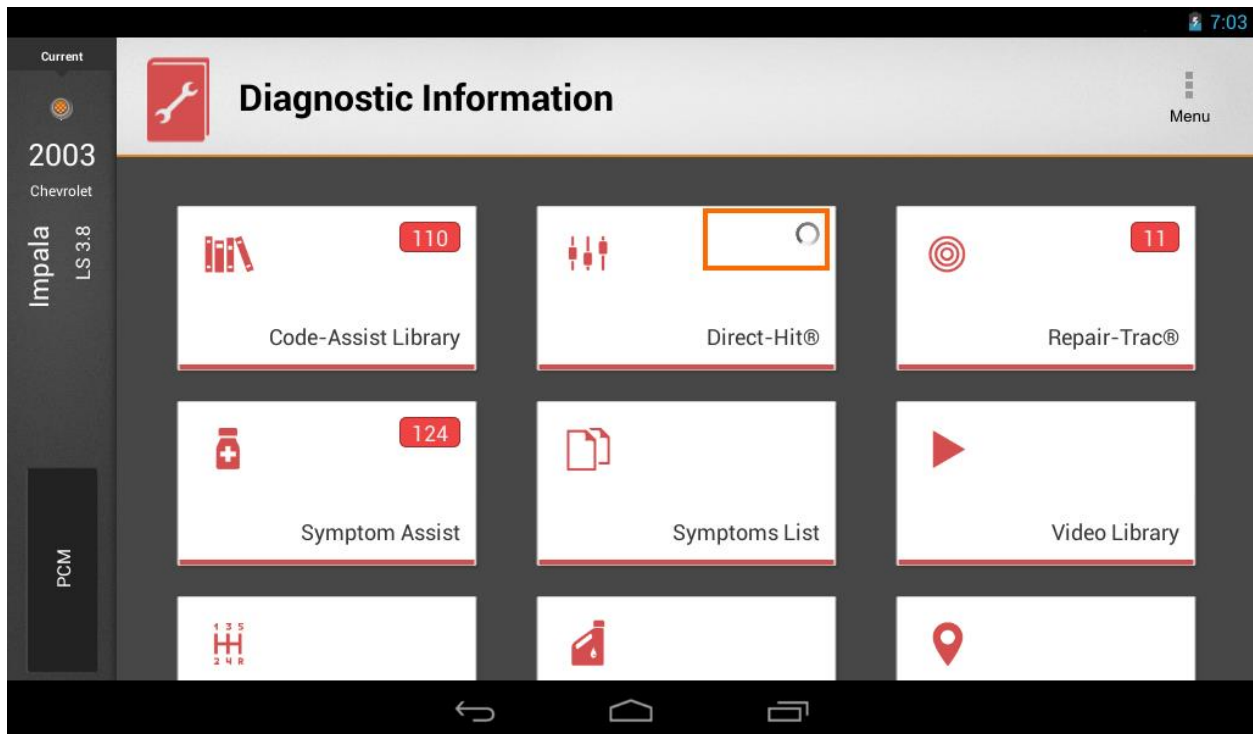 7:03
Current
2003
Chevrolet
Impala
LS 3.8
PCM
Diagnostic Information
Menu
110
Code-Assist Library
Direct-Hit®
11
Repair-Trac®
124
Symptom Assist
Symptoms List
Video Library
1 3 5
2 4 R